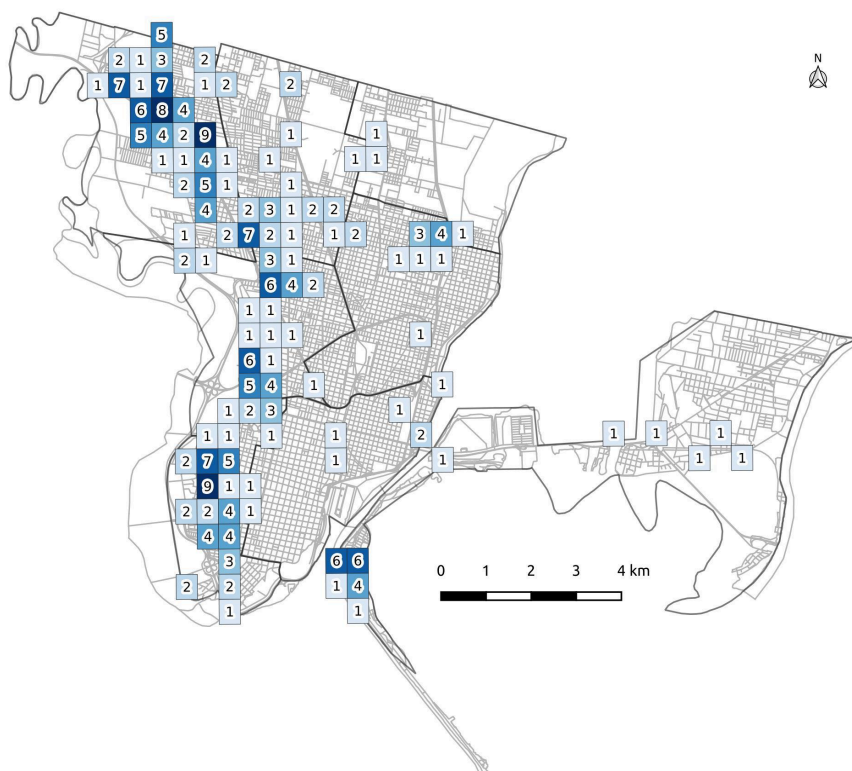 5
2 1 3 2
N
1 7 1 7 1 2 2
6 8 4
5 4 2 9 1 1
1 1 4 1 1 1 1
2 5 1 1
4 2 3 1 2 2
1 2 7 2 1 1 2 3 4 1
2 1 3 1 1 1 1
6 4 2
1 1
1 1 1 1
6 1
5 4 1 1
1 2 3 1
1 1 1 1 2 1 1 1
2 7 5 1 1 1 1
9 1 1
2 2 4 1
4 4
3 6 6
0 1 2 3 4 km
2 2 1 4
1 1